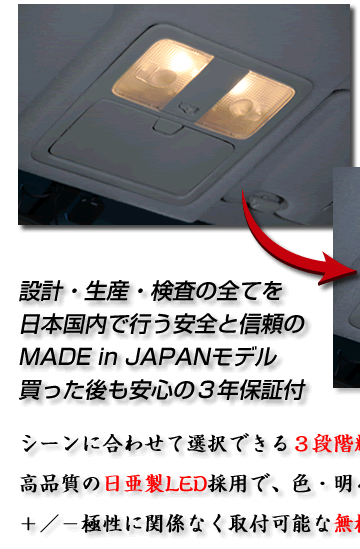 設計・生産・検査の全てを
日本国内で行う安全と信頼の
MADE in JAPANモデル
買った後も安心の３年保証付
シーンに合わせて選択できる３段階
高品質の日亜製LED採用で、色・明
＋／－極性に関係なく取付可能な無